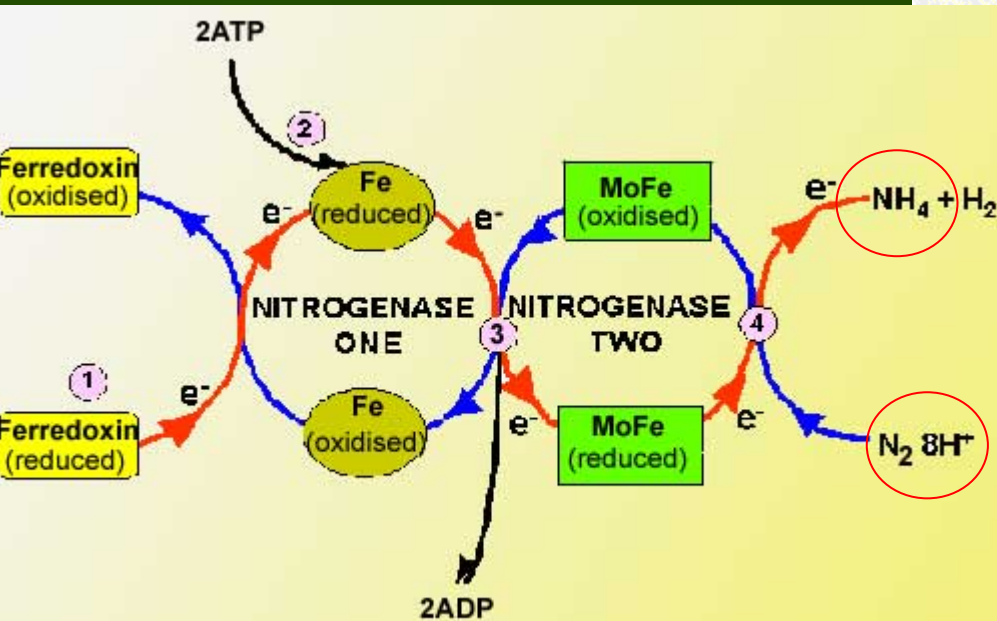 2ATP
2
Ferredoxin
(oxidised)
Fe
(reduced)
MoFe
(oxidised)
e-
e-
e-
NH4 + H2
NITROGENASE
ONE
NITROGENASE
TWO
3
4
1
e-
Ferredoxin
(reduced)
Fe
(oxidised)
e-
MoFe
(reduced)
e-
N2 8H+
2ADP